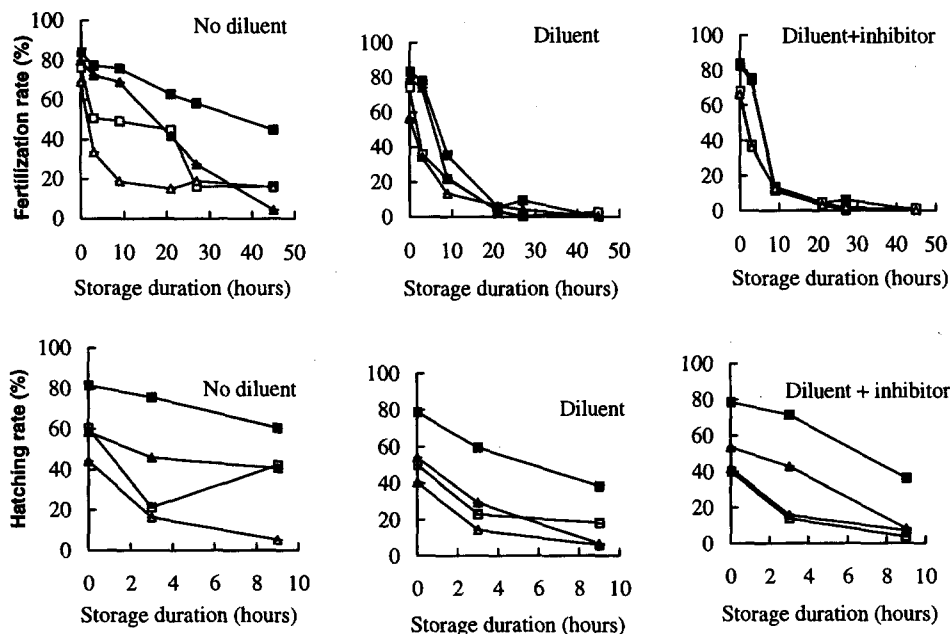 No diluent
Fertilization rate (%)
100
80
60
40
20
0
0 10 20 30 40 50
Storage duration (hours)
Diluent
100
80
60
40
20
0
0 10 20 30 40 50
Storage duration (hours)
Diluent+inhibitor
100
80
60
40
20
0
0 10 20 30 40 50
Storage duration (hours)
No diluent
Hatching rate (%)
100
80
60
40
20
0
0 2 4 6 8 10
Storage duration (hours)
Diluent
100
80
60
40
20
0
0 2 4 6 8 10
Storage duration (hours)
Diluent + inhibitor
100
80
60
40
20
0
0 2 4 6 8 10
Storage duration (hours)